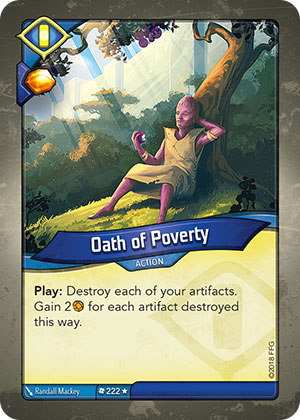 Oath of Poverty
ACTION
Play: Destroy each of your artifacts.
Gain 2 for each artifact destroyed
this way.
©2018 FFG
Randall Mackey
222